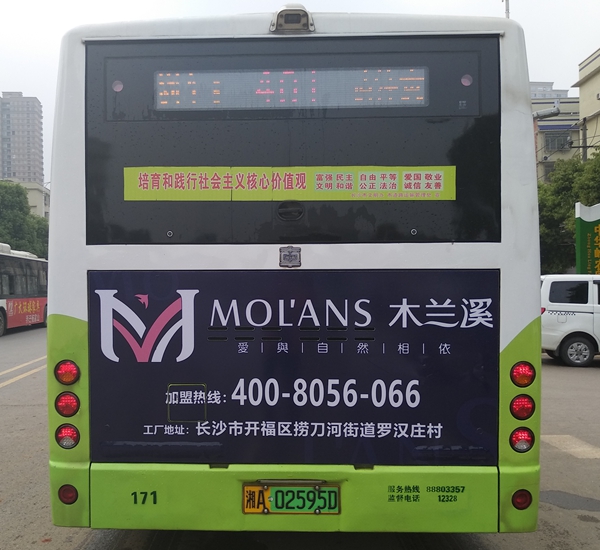 401
培育和践行社会主义核心价值观
富强 民主 自由 平等 爱国 敬业
文明 和谐 公正 法治 诚信 友善
MOL'ANS 木兰溪
爱|與|自|然|相|依
加盟热线:400-8056-066
工厂地址:长沙市开福区捞刀河街道罗汉庄村
171
湘A 02595D
服务热线 88803357
监督电话 12328